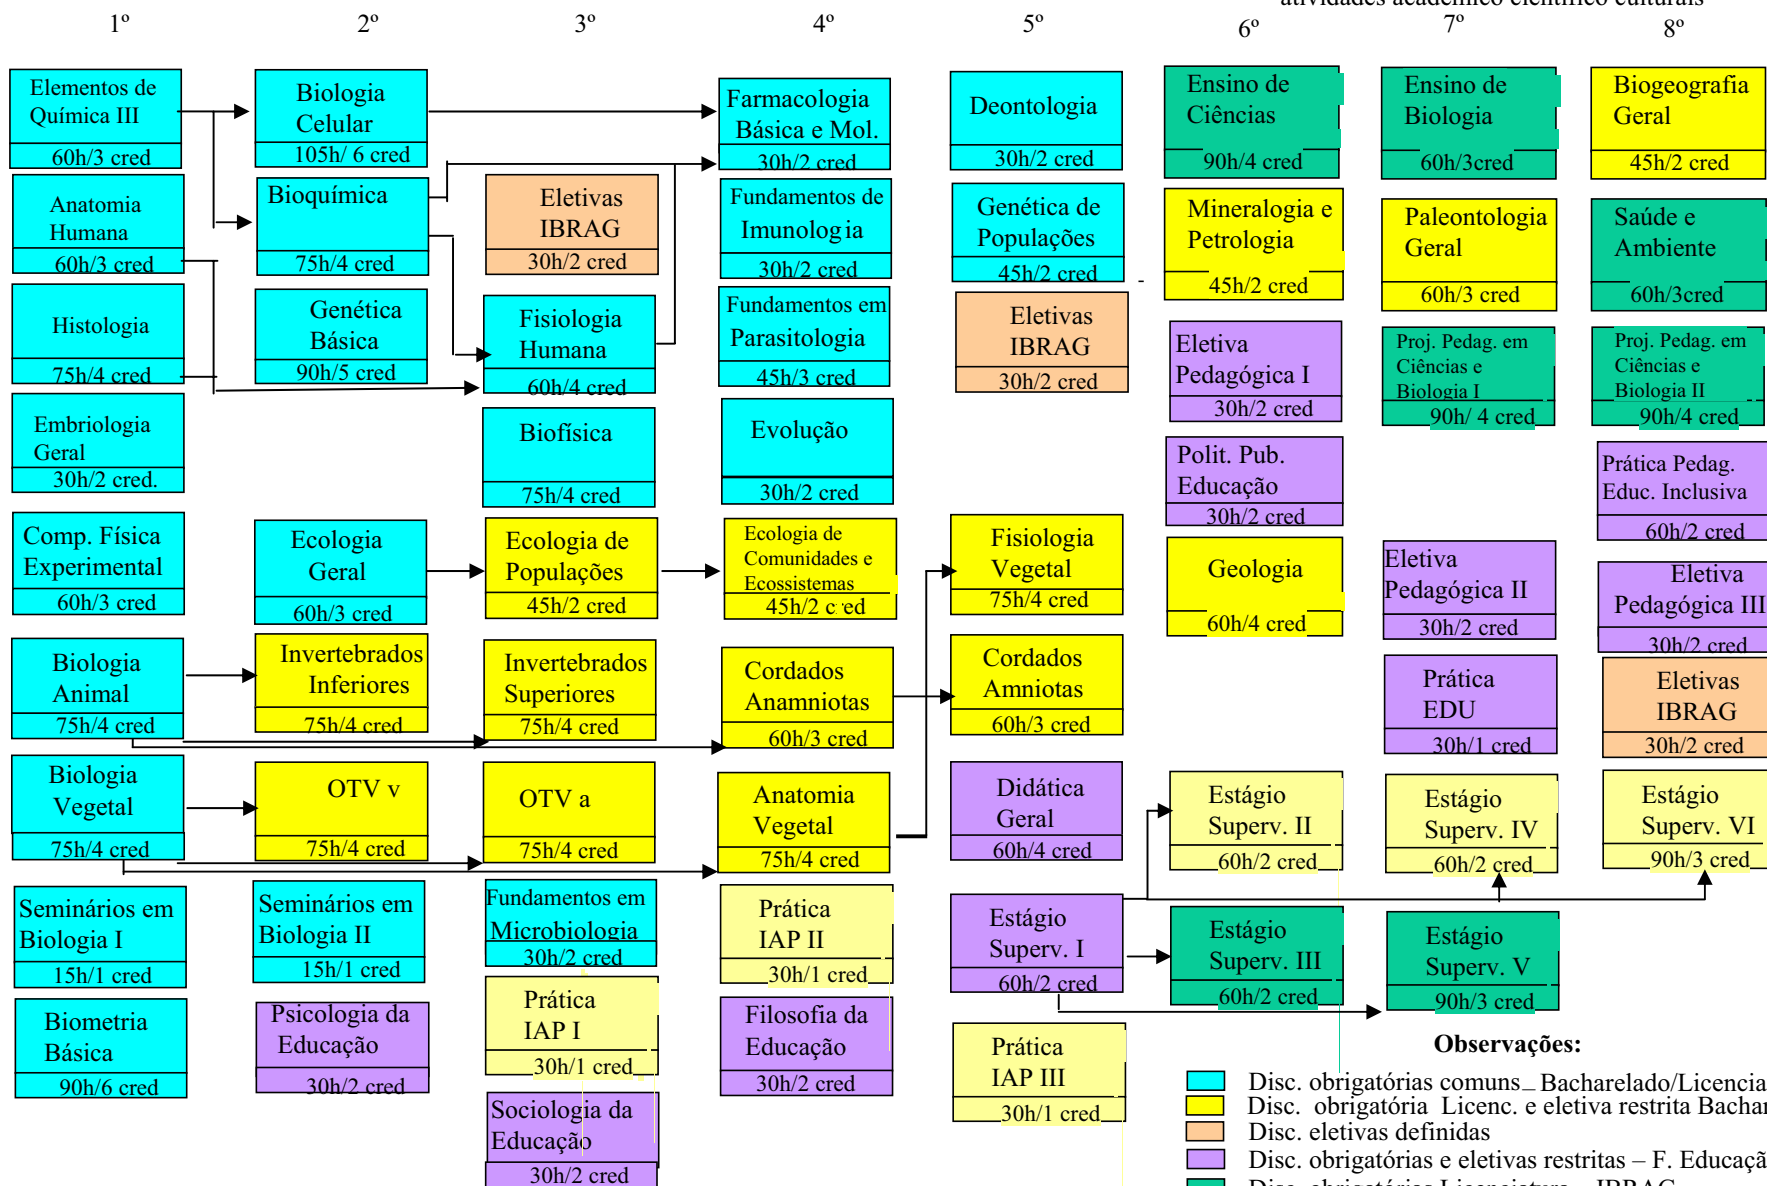 atividades acadêmico científico culturais
1º
2º
3º
4º
5º
6º
7º
8º
Elementos de
Química III
60h/3 cred
Anatomia
Humana
60h/3 cred
Histologia
75h/4 cred
Embriologia
Geral
30h/2 cred.
Comp. Física
Experimental
60h/3 cred
Biologia
Animal
75h/4 cred
Biologia
Vegetal
75h/4 cred
Seminários em
Biologia I
15h/1 cred
Biometria
Básica
90h/6 cred
Biologia
Celular
105h/ 6 cred
Bioquímica
75h/4 cred
Genética
Básica
90h/5 cred
Ecologia
Geral
60h/3 cred
Invertebrados
Inferiores
75h/4 cred
OTV v
75h/4 cred
Seminários em
Biologia II
15h/1 cred
Psicologia da
Educação
30h/2 cred
Eletivas
IBRAG
30h/2 cred
Fisiologia
Humana
60h/4 cred
Biofísica
75h/4 cred
Ecologia de
Populações
45h/2 cred
Invertebrados
Superiores
75h/4 cred
OTV a
75h/4 cred
Fundamentos em
Microbiologia
30h/2 cred
Prática
IAP I
30h/1 cred
Sociologia da
Educação
30h/2 cred
Farmacologia
Básica e Mol.
30h/2 cred
Fundamentos de
Imunologia
30h/2 cred
Fundamentos em
Parasitologia
45h/3 cred
Evolução
30h/2 cred
Ecologia de
Comunidades e
Ecossistemas
45h/2 cred
Cordados
Anamniotas
60h/3 cred
Anatomia
Vegetal
75h/4 cred
Prática
IAP II
30h/1 cred
Filosofia da
Educação
30h/2 cred
Deontologia
30h/2 cred
Genética de
Populações
45h/2 cred
Eletivas
IBRAG
30h/2 cred
Fisiologia
Vegetal
75h/4 cred
Cordados
Amniotas
60h/3 cred
Didática
Geral
60h/4 cred
Estágio
Superv. I
60h/2 cred
Prática
IAP III
30h/1 cred
Ensino de
Ciências
90h/4 cred
Mineralogia e
Petrologia
45h/2 cred
Eletiva
Pedagógica I
30h/2 cred
Polit. Pub.
Educação
30h/2 cred
Geologia
60h/4 cred
Estágio
Superv. II
60h/2 cred
Estágio
Superv. III
60h/2 cred
Ensino de
Biologia
60h/3cred
Paleontologia
Geral
60h/3 cred
Proj. Pedag. em
Ciências e
Biologia I
90h/ 4 cred
Eletiva
Pedagógica II
30h/2 cred
Prática
EDU
30h/1 cred
Estágio
Superv. IV
60h/2 cred
Estágio
Superv. V
90h/3 cred
Biogeografia
Geral
45h/2 cred
Saúde e
Ambiente
60h/3cred
Proj. Pedag. em
Ciências e
Biologia II
90h/4 cred
Prática Pedag.
Educ. Inclusiva
60h/2 cred
Eletiva
Pedagógica III
30h/2 cred
Eletivas
IBRAG
30h/2 cred
Estágio
Superv. VI
90h/3 cred
Observações:
Disc. obrigatórias comuns – Bacharelado/Licencia
Disc. obrigatória Licenc. e eletiva restrita Bachar
Disc. eletivas definidas
Disc. obrigatórias e eletivas restritas – F. Educaçã
Disc. obrigatórias Licenciatura – IBRAG